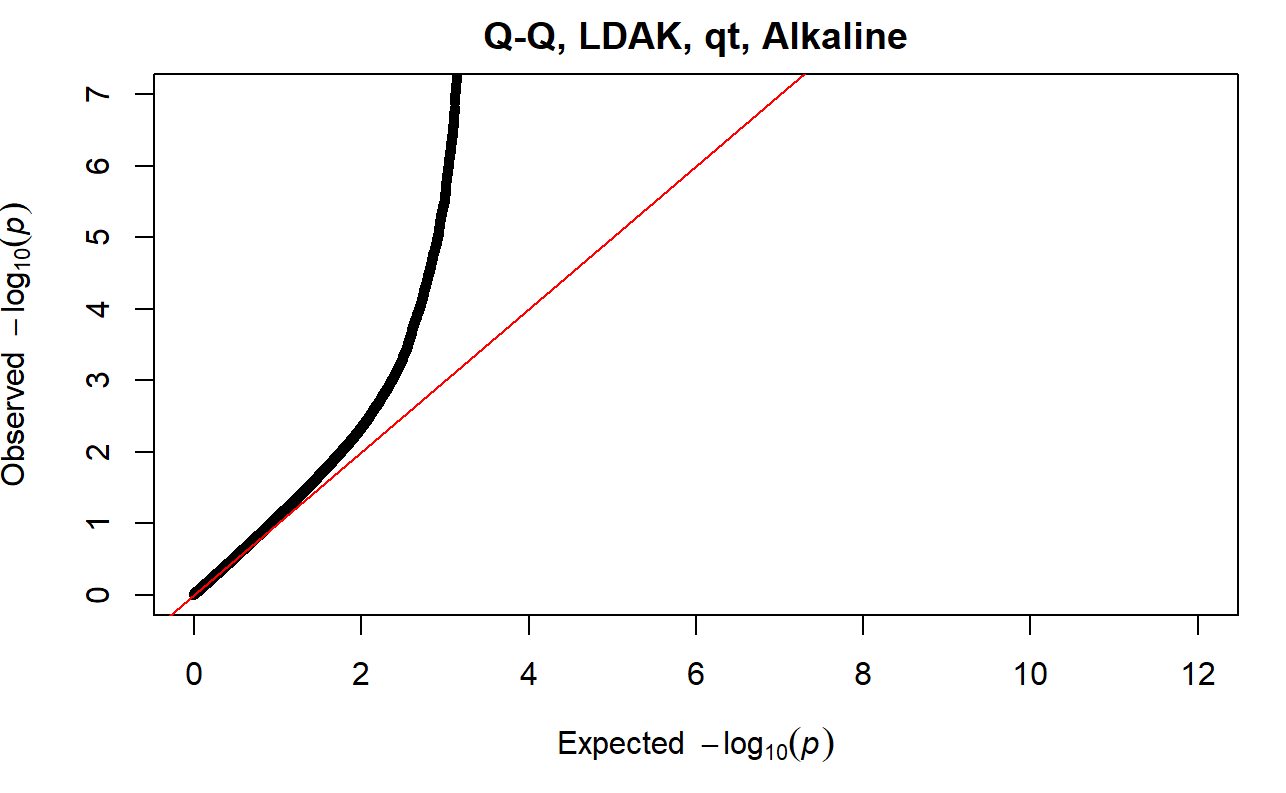 Q-Q, LDAK, qt, Alkaline
Observed −log₁₀(p)
7
6
5
4
3
2
1
0
0 2 4 6 8 10 12
Expected −log₁₀(p)